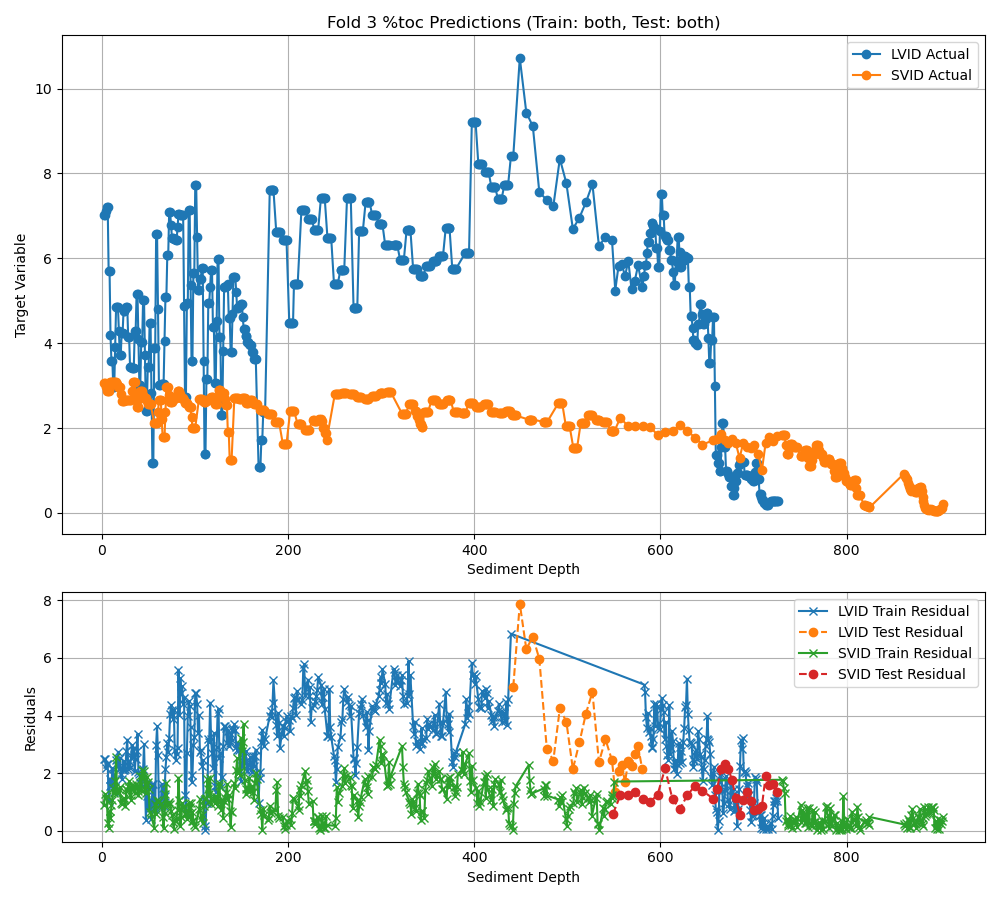 Fold 3 %toc Predictions (Train: both, Test: both)
LVID Actual
SVID Actual
Target Variable
10
8
6
4
2
0
0 200 400 600 800
Sediment Depth
LVID Train Residual
LVID Test Residual
SVID Train Residual
SVID Test Residual
Residuals
8
6
4
2
0
0 200 400 600 800
Sediment Depth